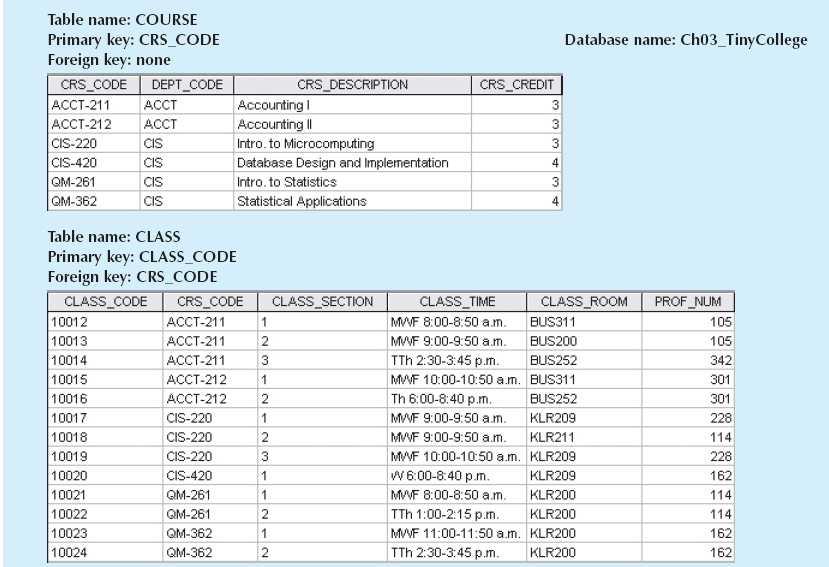 Table name: COURSE
Primary key: CRS_CODE
Database name: Ch03_TinyCollege
Foreign key: none
CRS_CODE DEPT_CODE CRS_DESCRIPTION CRS_CREDIT
ACCT-211 ACCT Accounting I 3
ACCT-212 ACCT Accounting II 3
CIS-220 CIS Intro. to Microcomputing 3
CIS-420 CIS Database Design and Implementation 4
QM-261 CIS Intro. to Statistics 3
QM-362 CIS Statistical Applications 4
Table name: CLASS
Primary key: CLASS_CODE
Foreign key: CRS_CODE
CLASS_CODE CRS_CODE CLASS_SECTION CLASS_TIME CLASS_ROOM PROF_NUM
10012 ACCT-211 1 MWF 8:00-8:50 a.m. BUS311 105
10013 ACCT-211 2 MWF 9:00-9:50 a.m. BUS200 105
10014 ACCT-211 3 TTh 2:30-3:45 p.m. BUS252 342
10015 ACCT-212 1 MWF 10:00-10:50 a.m. BUS311 301
10016 ACCT-212 2 Th 6:00-8:40 p.m. BUS252 301
10017 CIS-220 1 MWF 9:00-9:50 a.m. KLR209 228
10018 CIS-220 2 MWF 9:00-9:50 a.m. KLR211 114
10019 CIS-220 3 MWF 10:00-10:50 a.m. KLR209 228
10020 CIS-420 1 W 6:00-8:40 p.m. KLR209 162
10021 QM-261 1 MWF 8:00-8:50 a.m. KLR200 114
10022 QM-261 2 TTh 1:00-2:15 p.m. KLR200 114
10023 QM-362 1 MWF 11:00-11:50 a.m. KLR200 162
10024 QM-362 2 TTh 2:30-3:45 p.m. KLR200 162